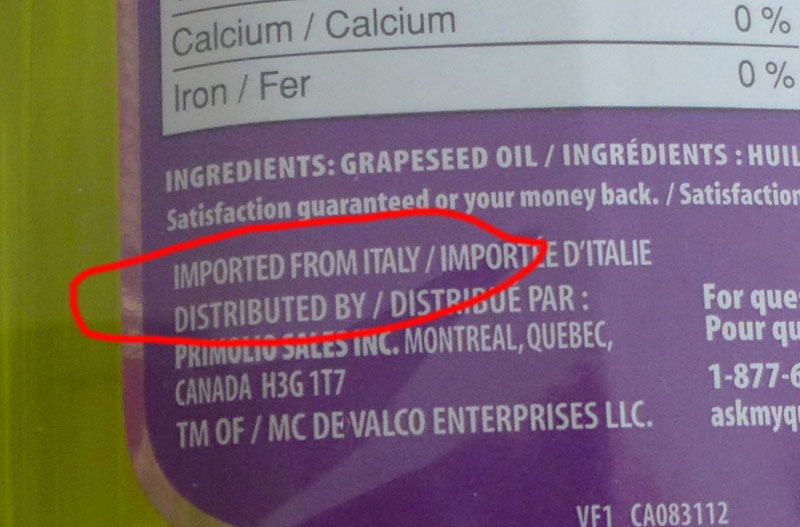 Calcium / Calcium 0 %
Iron / Fer 0 %
INGREDIENTS: GRAPESEED OIL / INGRÉDIENTS : HUIL
Satisfaction guaranteed or your money back. / Satisfaction
IMPORTED FROM ITALY / IMPORTÉE D'ITALIE
DISTRIBUTED BY / DISTRIBUÉ PAR :
PRIMOLIO SALES INC. MONTREAL, QUEBEC,
CANADA H3G 1T7
TM OF / MC DE VALCO ENTERPRISES LLC.
For que
Pour qu
1-877-6
askmyq
VF1 CA083112